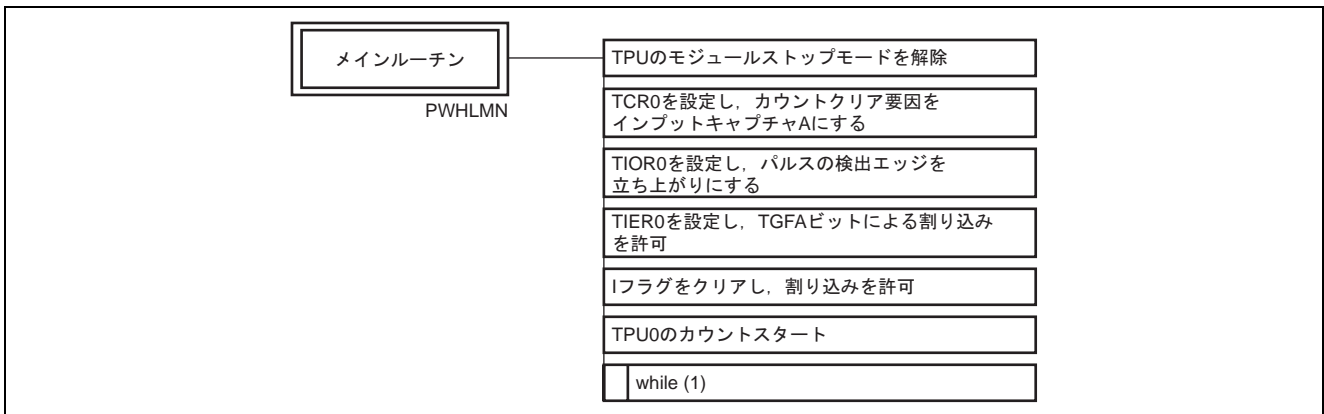 メインルーチン
PWHLMN
TPUのモジュールストップモードを解除
TCR0を設定し，カウントクリア要因を
インプットキャプチャAにする
TIOR0を設定し，パルスの検出エッジを
立ち上がりにする
TIER0を設定し，TGFAビットによる割り込み
を許可
Iフラグをクリアし，割り込みを許可
TPU0のカウントスタート
while (1)